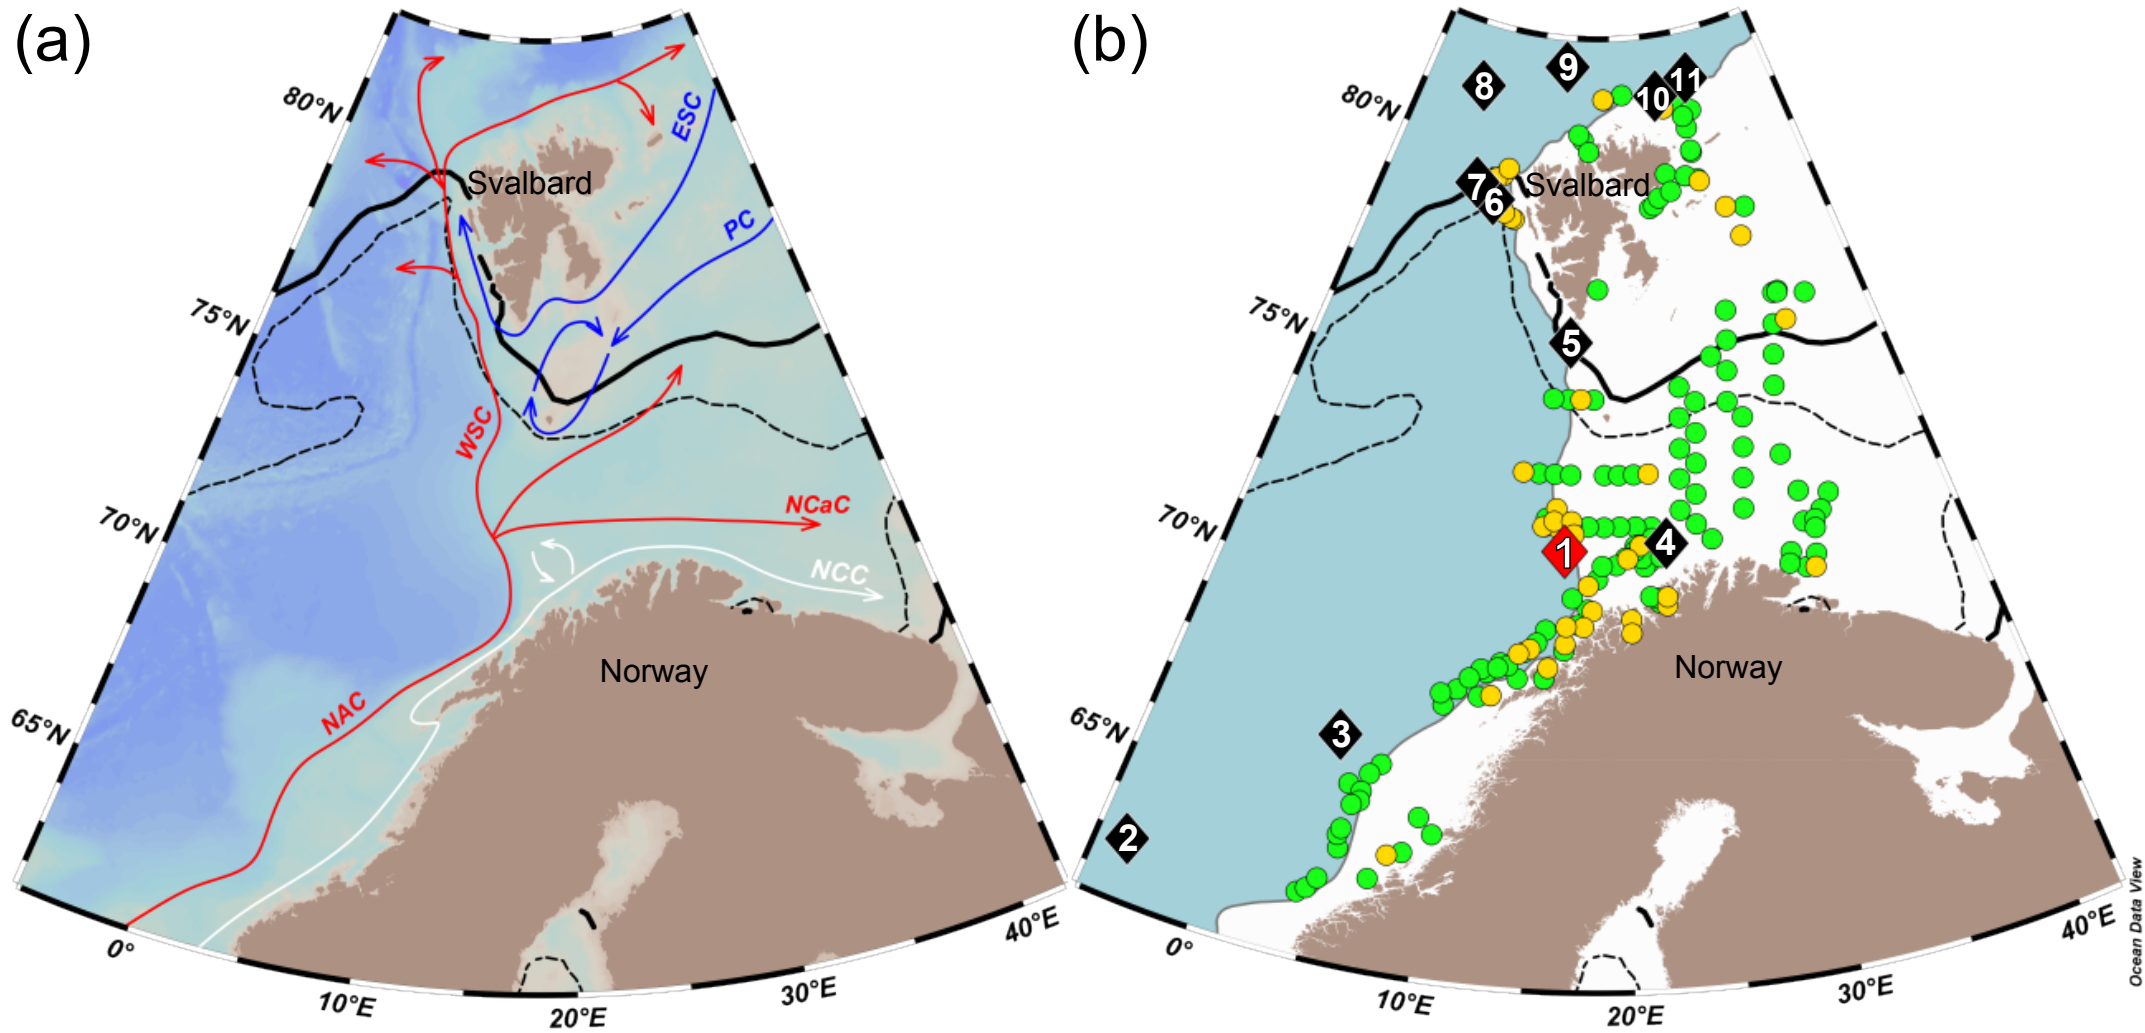 (a)
80°N
75°N
70°N
65°N
0°
10°E
20°E
30°E
40°E
Svalbard
ESC
PC
WSC
NCaC
NCC
NAC
Norway
(b)
80°N
75°N
70°N
65°N
0°
10°E
20°E
30°E
40°E
8
9
10
11
7
6
Svalbard
5
1
4
3
2
Norway
Ocean Data View